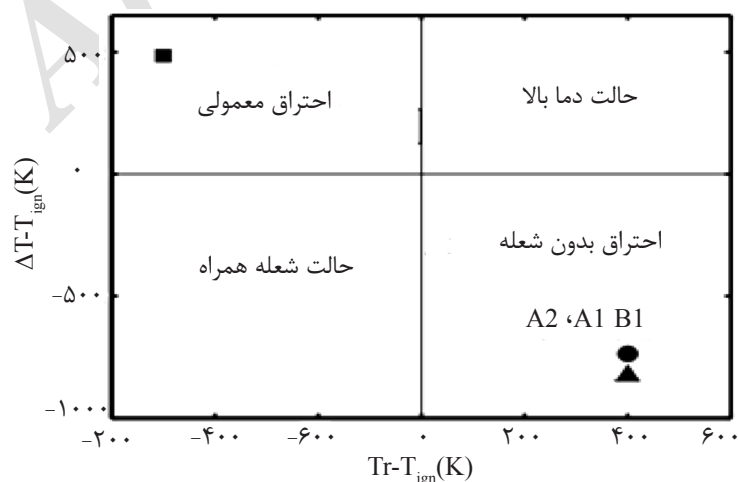 ۵۰۰
حالت دما بالا
احتراق معمولی
۰
ΔT-T_ign(K)
احتراق بدون شعله
حالت شعله همراه
-۵۰۰
A2 ،A1 B1
-۱۰۰۰
-۲۰۰ -۴۰۰ -۶۰۰ ۰ ۲۰۰ ۴۰۰ ۶۰۰
Tr-T_ign(K)